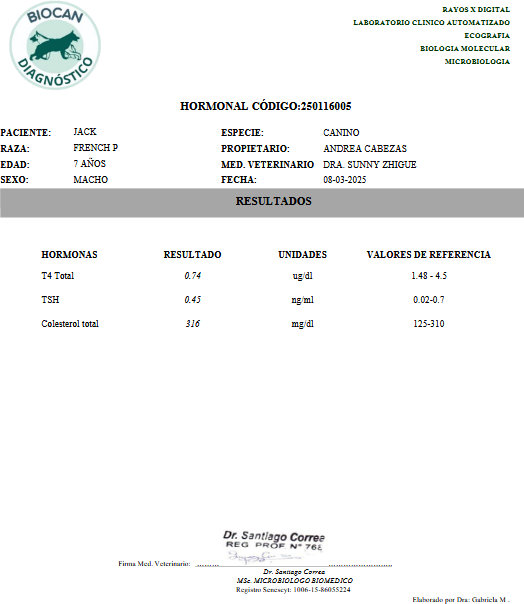 BIOCAN
DIAGNÓSTICO
RAYOS X DIGITAL
LABORATORIO CLINICO AUTOMATIZADO
ECOGRAFIA
BIOLOGIA MOLECULAR
MICROBIOLOGIA
HORMONAL CÓDIGO:250116005
PACIENTE: JACK ESPECIE: CANINO
RAZA: FRENCH P PROPIETARIO: ANDREA CABEZAS
EDAD: 7 AÑOS MED. VETERINARIO DRA. SUNNY ZHIGUE
SEXO: MACHO FECHA: 08-03-2025
RESULTADOS
HORMONAS RESULTADO UNIDADES VALORES DE REFERENCIA
T4 Total 0.74 ug/dl 1.48 - 4.5
TSH 0.45 ng/ml 0.02-0.7
Colesterol total 316 mg/dl 125-310
Dr. Santiago Correa
REG PROF N° 768
Firma Med. Veterinario:
Dr. Santiago Correa
MSc. MICROBIOLOGO BIOMEDICO
Registro Senescyt: 1006-15-86055224
Elaborado por Dra: Gabriela M .